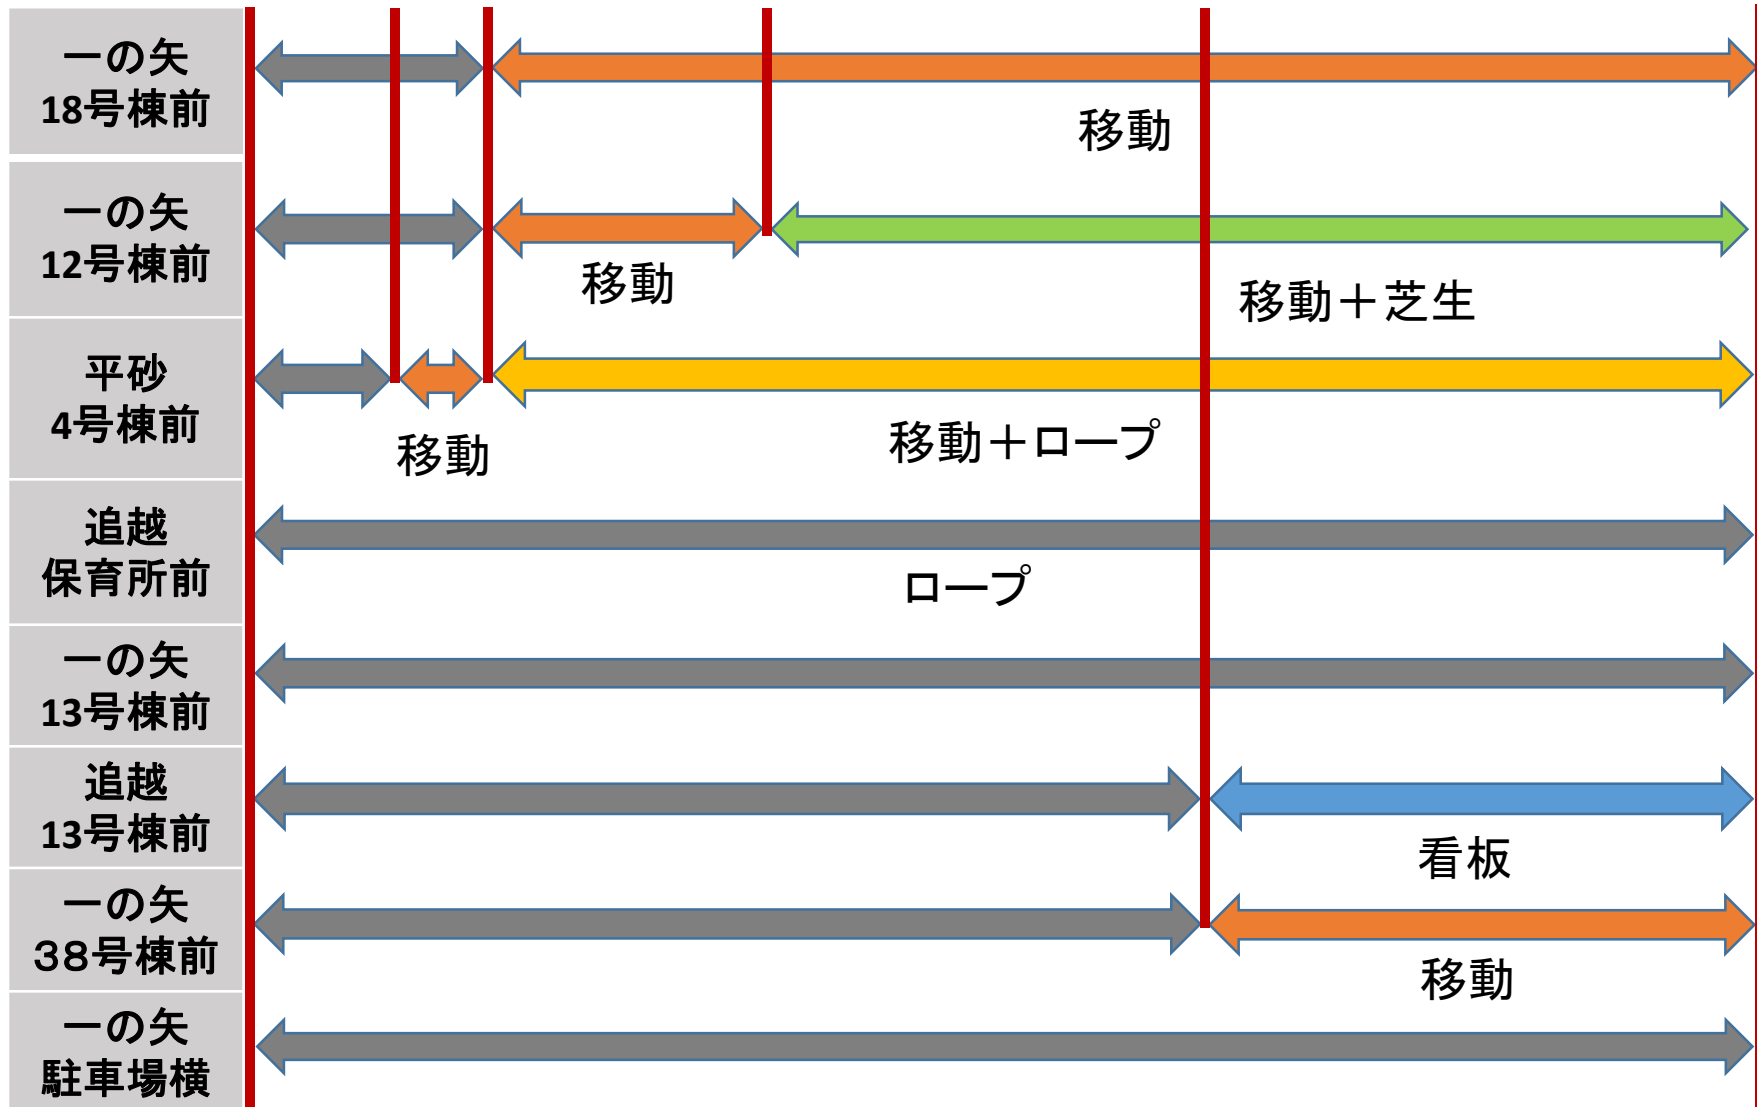 一の矢
18号棟前
移動
一の矢
12号棟前
移動
移動＋芝生
平砂
4号棟前
移動
移動＋ロープ
追越
保育所前
ロープ
一の矢
13号棟前
追越
13号棟前
看板
一の矢
３８号棟前
移動
一の矢
駐車場横